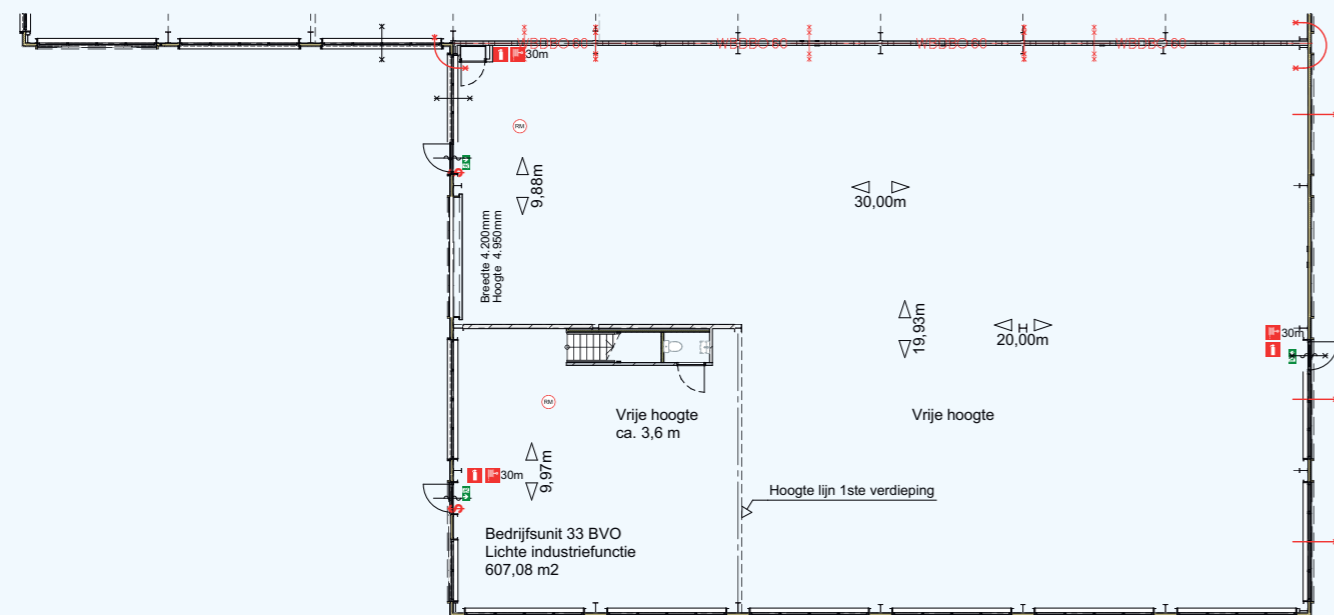 WBDBO 60 WBDBO 60 WBDBO 60 WBDBO 60
30m
RM
9,88m
30,00m
Breedte 4.200mm
Hoogte 4.950mm
19,93m
H
20,00m
30m
RM
Vrije hoogte
ca. 3,6 m
Vrije hoogte
9,97m
30m
Hoogte lijn 1ste verdieping
Bedrijfsunit 33 BVO
Lichte industriefunctie
607,08 m2